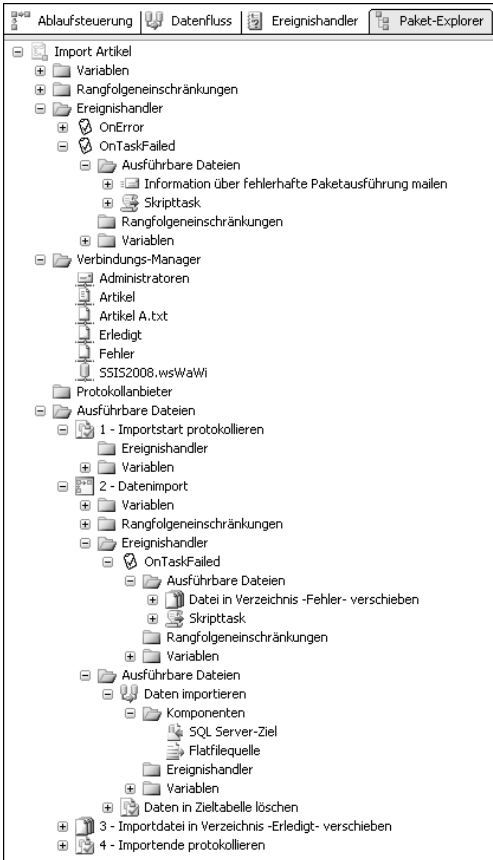 Ablaufsteuerung Datenfluss Ereignishandler Paket-Explorer
Import Artikel
Variablen
Rangfolgeneinschränkungen
Ereignishandler
OnError
OnTaskFailed
Ausführbare Dateien
Information über fehlerhafte Paketausführung mailen
Skripttask
Rangfolgeneinschränkungen
Variablen
Verbindungs-Manager
Administratoren
Artikel
Artikel A.txt
Erledigt
Fehler
SSIS2008.wsWaWi
Protokollanbieter
Ausführbare Dateien
1 - Importstart protokollieren
Ereignishandler
Variablen
2 - Datenimport
Variablen
Rangfolgeneinschränkungen
Ereignishandler
OnTaskFailed
Ausführbare Dateien
Datei in Verzeichnis -Fehler- verschieben
Skripttask
Rangfolgeneinschränkungen
Variablen
Ausführbare Dateien
Daten importieren
Komponenten
SQL Server-Ziel
Flatfilequelle
Ereignishandler
Variablen
Daten in Zieltabelle löschen
3 - Importdatei in Verzeichnis -Erledigt- verschieben
4 - Importende protokollieren